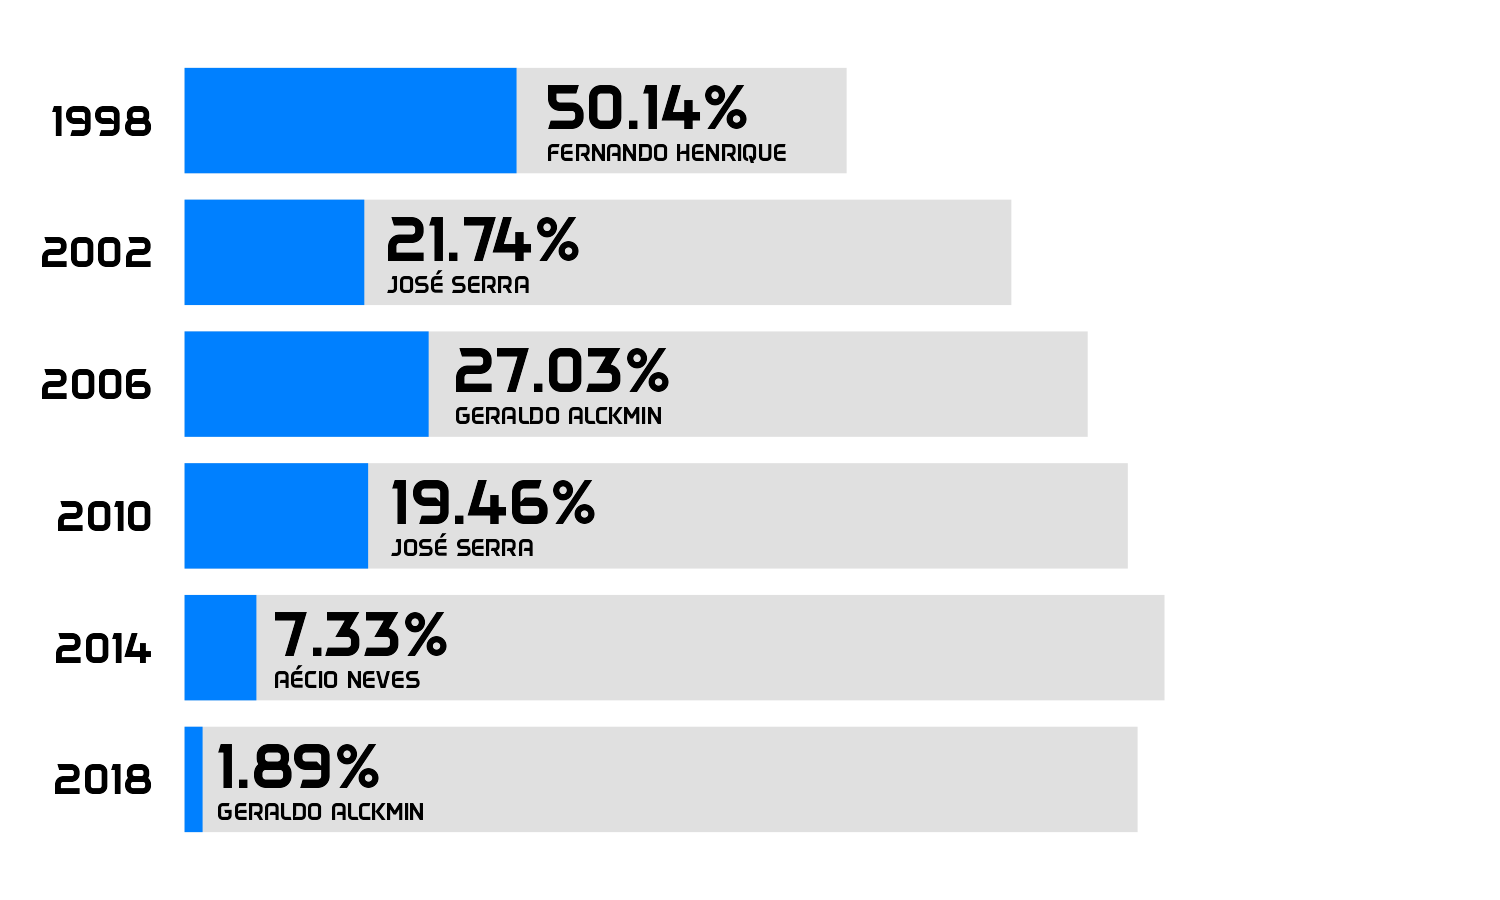 1998
50.14%
FERNANDO HENRIQUE
2002
21.74%
JOSÉ SERRA
2006
27.03%
GERALDO ALCKMIN
2010
19.46%
JOSÉ SERRA
2014
7.33%
AÉCIO NEVES
2018
1.89%
GERALDO ALCKMIN